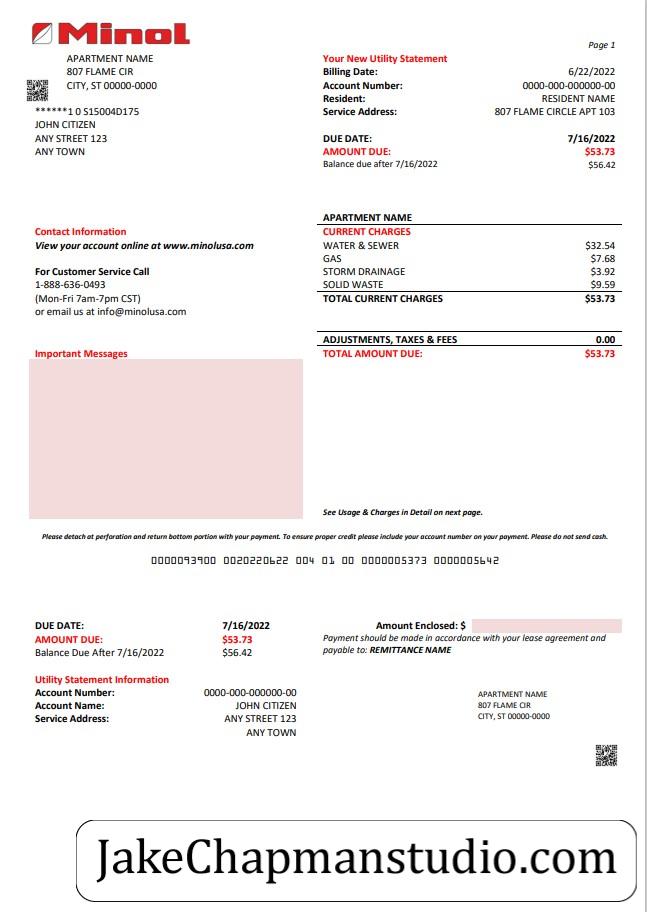 Minol
Page 1
APARTMENT NAME
807 FLAME CIR
CITY, ST 00000-0000
******1 0 S15004D175
JOHN CITIZEN
ANY STREET 123
ANY TOWN
Your New Utility Statement
Billing Date: 6/22/2022
Account Number: 0000-000-000000-00
Resident: RESIDENT NAME
Service Address: 807 FLAME CIRCLE APT 103
DUE DATE: 7/16/2022
AMOUNT DUE: $53.73
Balance due after 7/16/2022 $56.42
Contact Information
View your account online at www.minolusa.com
For Customer Service Call
1-888-636-0493
(Mon-Fri 7am-7pm CST)
or email us at info@minolusa.com
Important Messages
APARTMENT NAME
CURRENT CHARGES
WATER & SEWER $32.54
GAS $7.68
STORM DRAINAGE $3.92
SOLID WASTE $9.59
TOTAL CURRENT CHARGES $53.73
ADJUSTMENTS, TAXES & FEES 0.00
TOTAL AMOUNT DUE: $53.73
See Usage & Charges in Detail on next page.
Please detach at perforation and return bottom portion with your payment. To ensure proper credit please include your account number on your payment. Please do not send cash.
0000093900 0020220622 004 01 00 0000005373 0000005642
DUE DATE: 7/16/2022
AMOUNT DUE: $53.73
Balance Due After 7/16/2022 $56.42
Amount Enclosed: $
Payment should be made in accordance with your lease agreement and
payable to: REMITTANCE NAME
Utility Statement Information
Account Number: 0000-000-000000-00
Account Name: JOHN CITIZEN
Service Address: ANY STREET 123
ANY TOWN
APARTMENT NAME
807 FLAME CIR
CITY, ST 00000-0000
JakeChapmanstudio.com